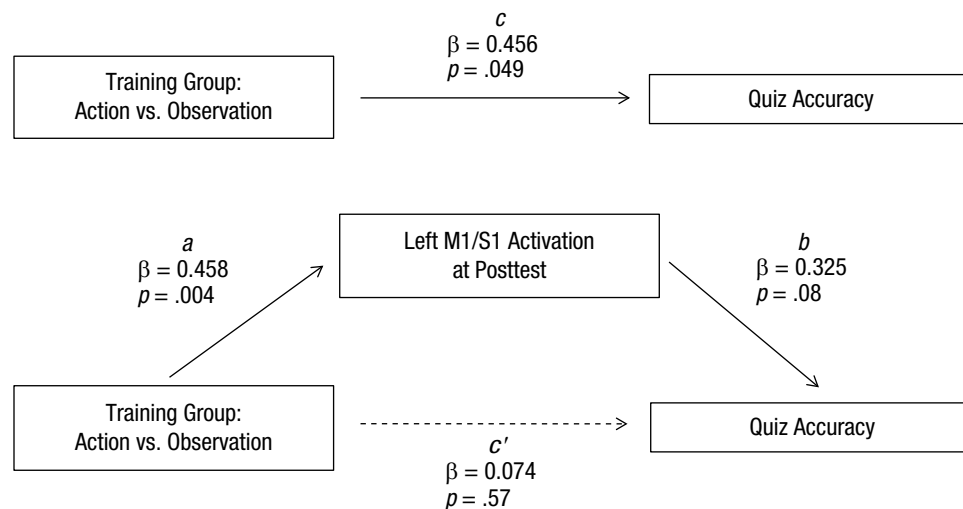 c
β = 0.456
p = .049
Training Group:
Action vs. Observation
Quiz Accuracy
Left M1/S1 Activation
at Posttest
a
β = 0.458
p = .004
b
β = 0.325
p = .08
Training Group:
Action vs. Observation
Quiz Accuracy
c′
β = 0.074
p = .57